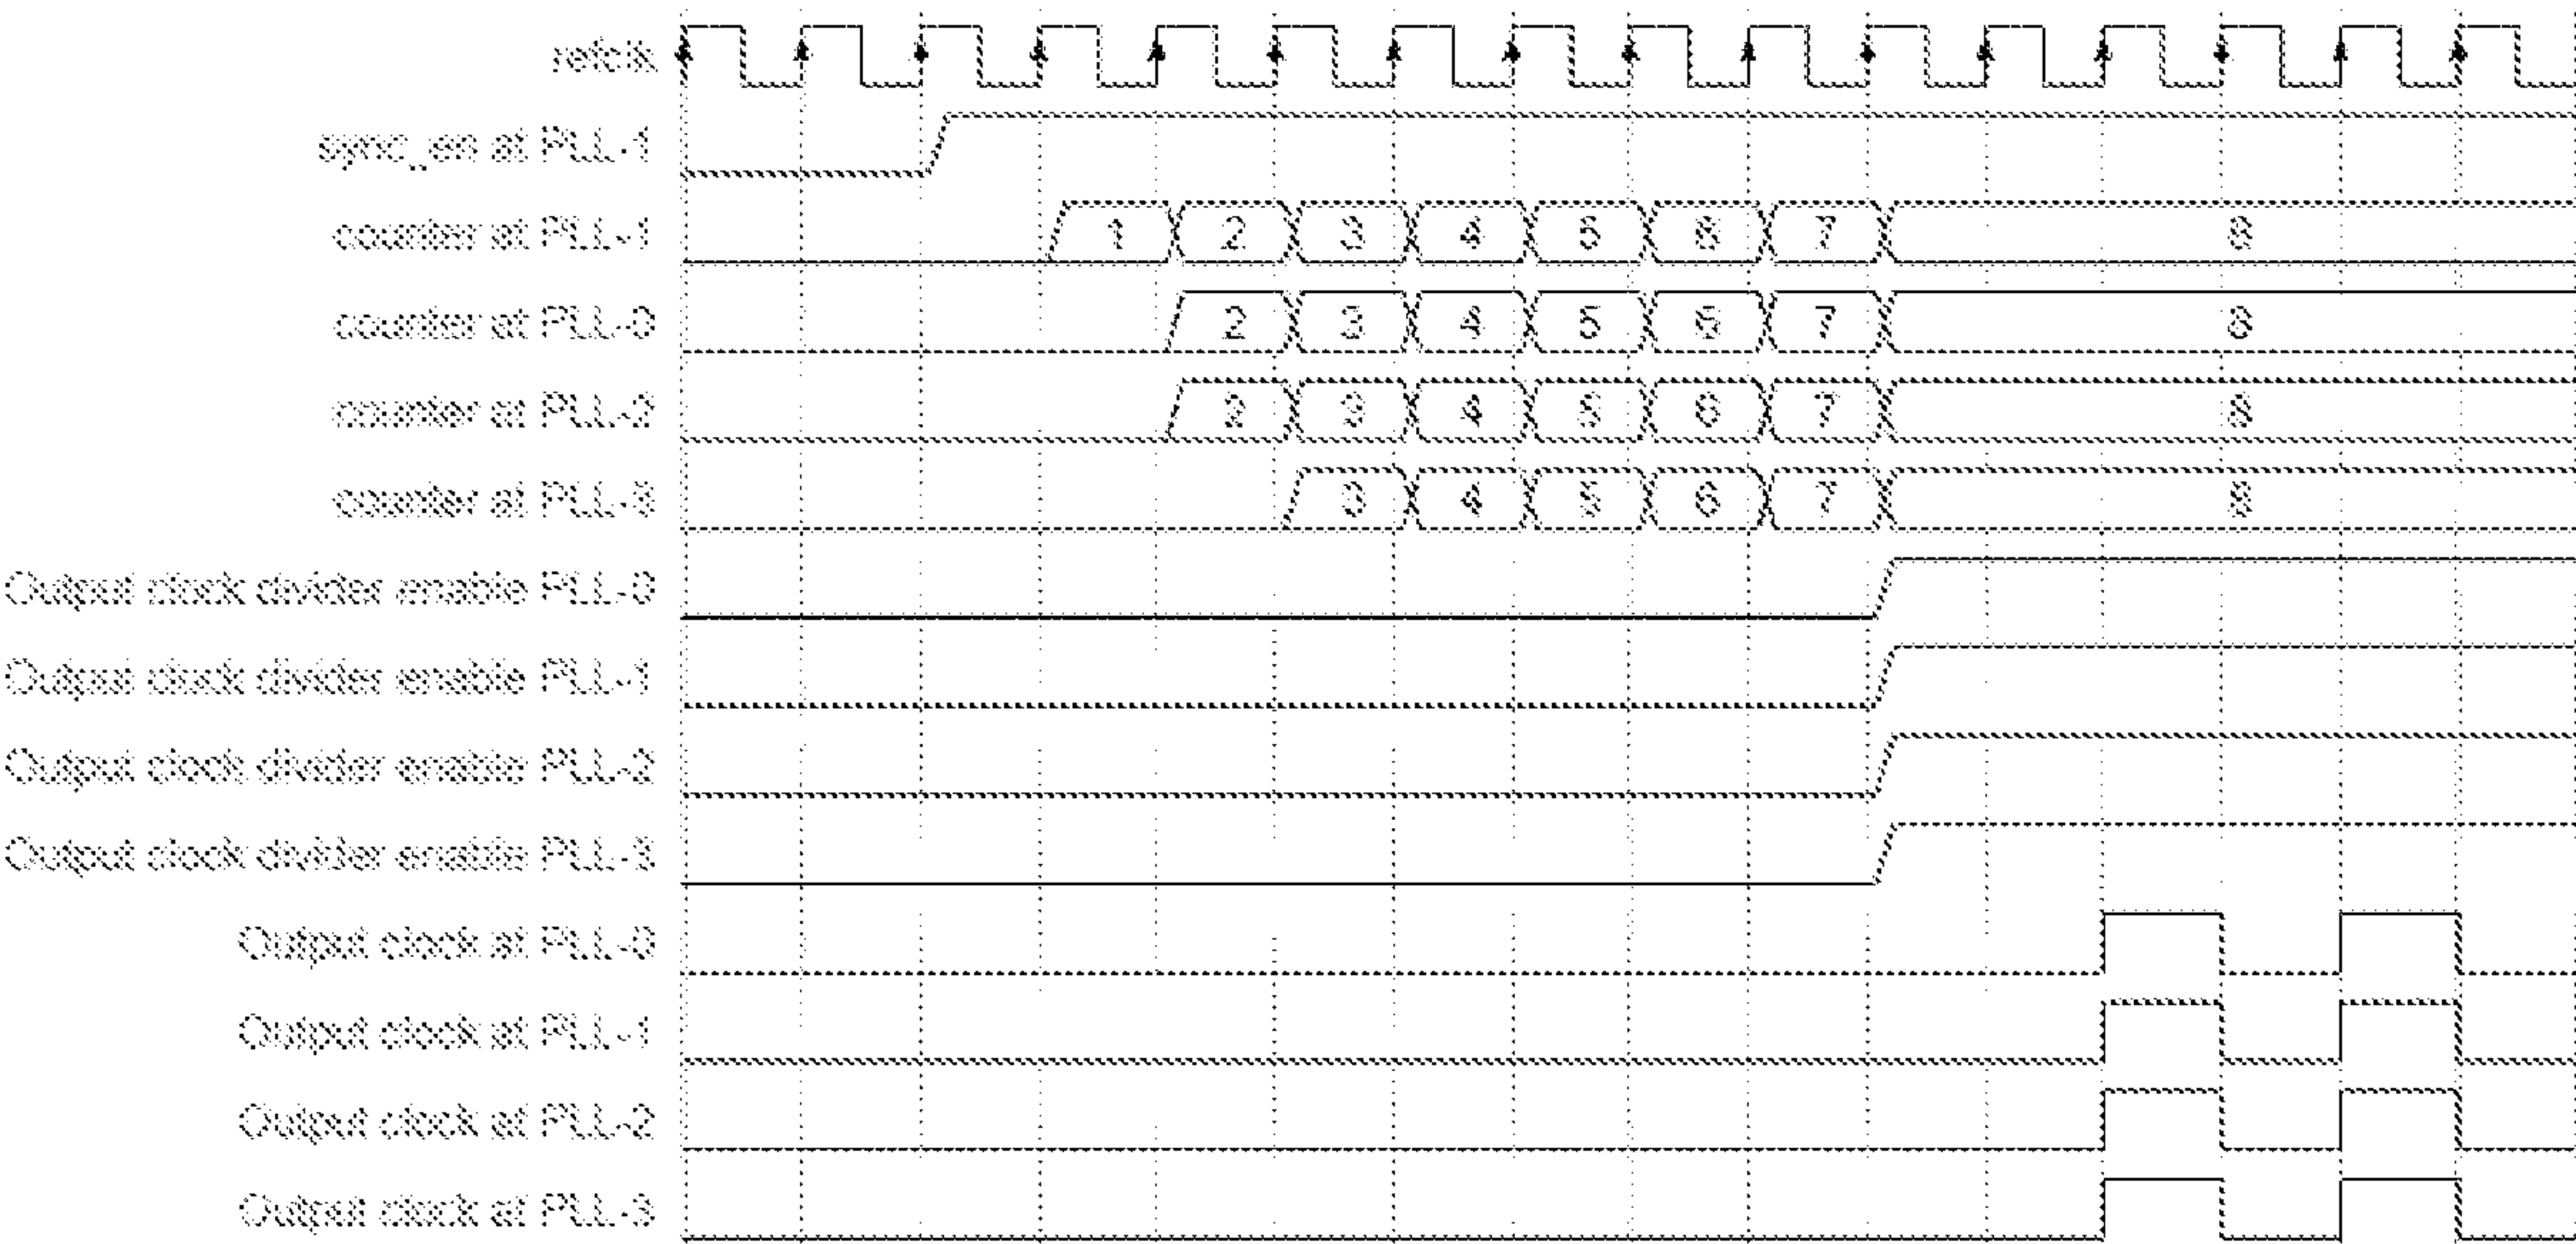 refclk
sync_en at PLL-1
counter at PLL-1 1 2 3 4 5 6 7 8
counter at PLL-0 2 3 4 5 6 7 8
counter at PLL-2 2 3 4 5 6 7 8
counter at PLL-3 3 4 5 6 7 8
Output clock divider enable PLL-0
Output clock divider enable PLL-1
Output clock divider enable PLL-2
Output clock divider enable PLL-3
Output clock at PLL-0
Output clock at PLL-1
Output clock at PLL-2
Output clock at PLL-3